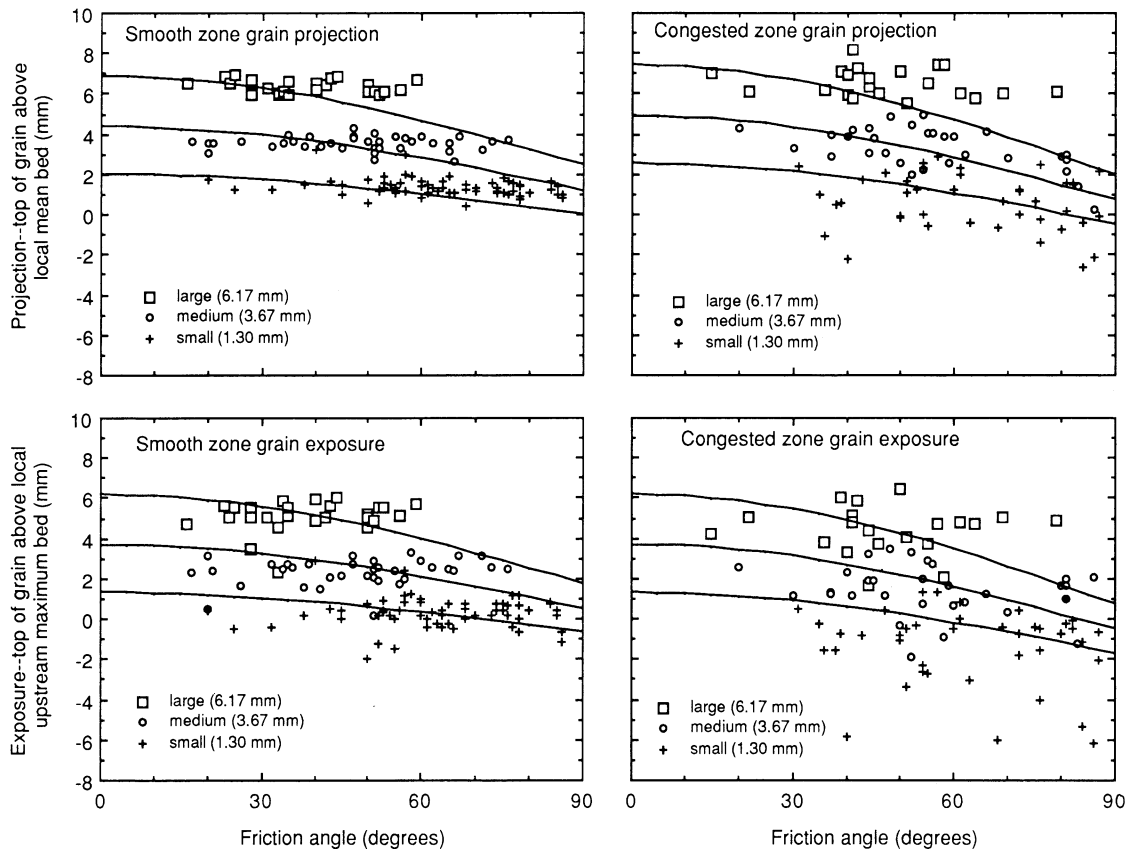 10
8
6
4
2
0
-2
-4
-6
-8
Projection--top of grain above
local mean bed (mm)
Smooth zone grain projection
large (6.17 mm)
medium (3.67 mm)
small (1.30 mm)
Congested zone grain projection
large (6.17 mm)
medium (3.67 mm)
small (1.30 mm)
10
8
6
4
2
0
-2
-4
-6
-8
Exposure--top of grain above local
upstream maximum bed (mm)
Smooth zone grain exposure
large (6.17 mm)
medium (3.67 mm)
small (1.30 mm)
0 30 60 90
Friction angle (degrees)
Congested zone grain exposure
large (6.17 mm)
medium (3.67 mm)
small (1.30 mm)
0 30 60 90
Friction angle (degrees)